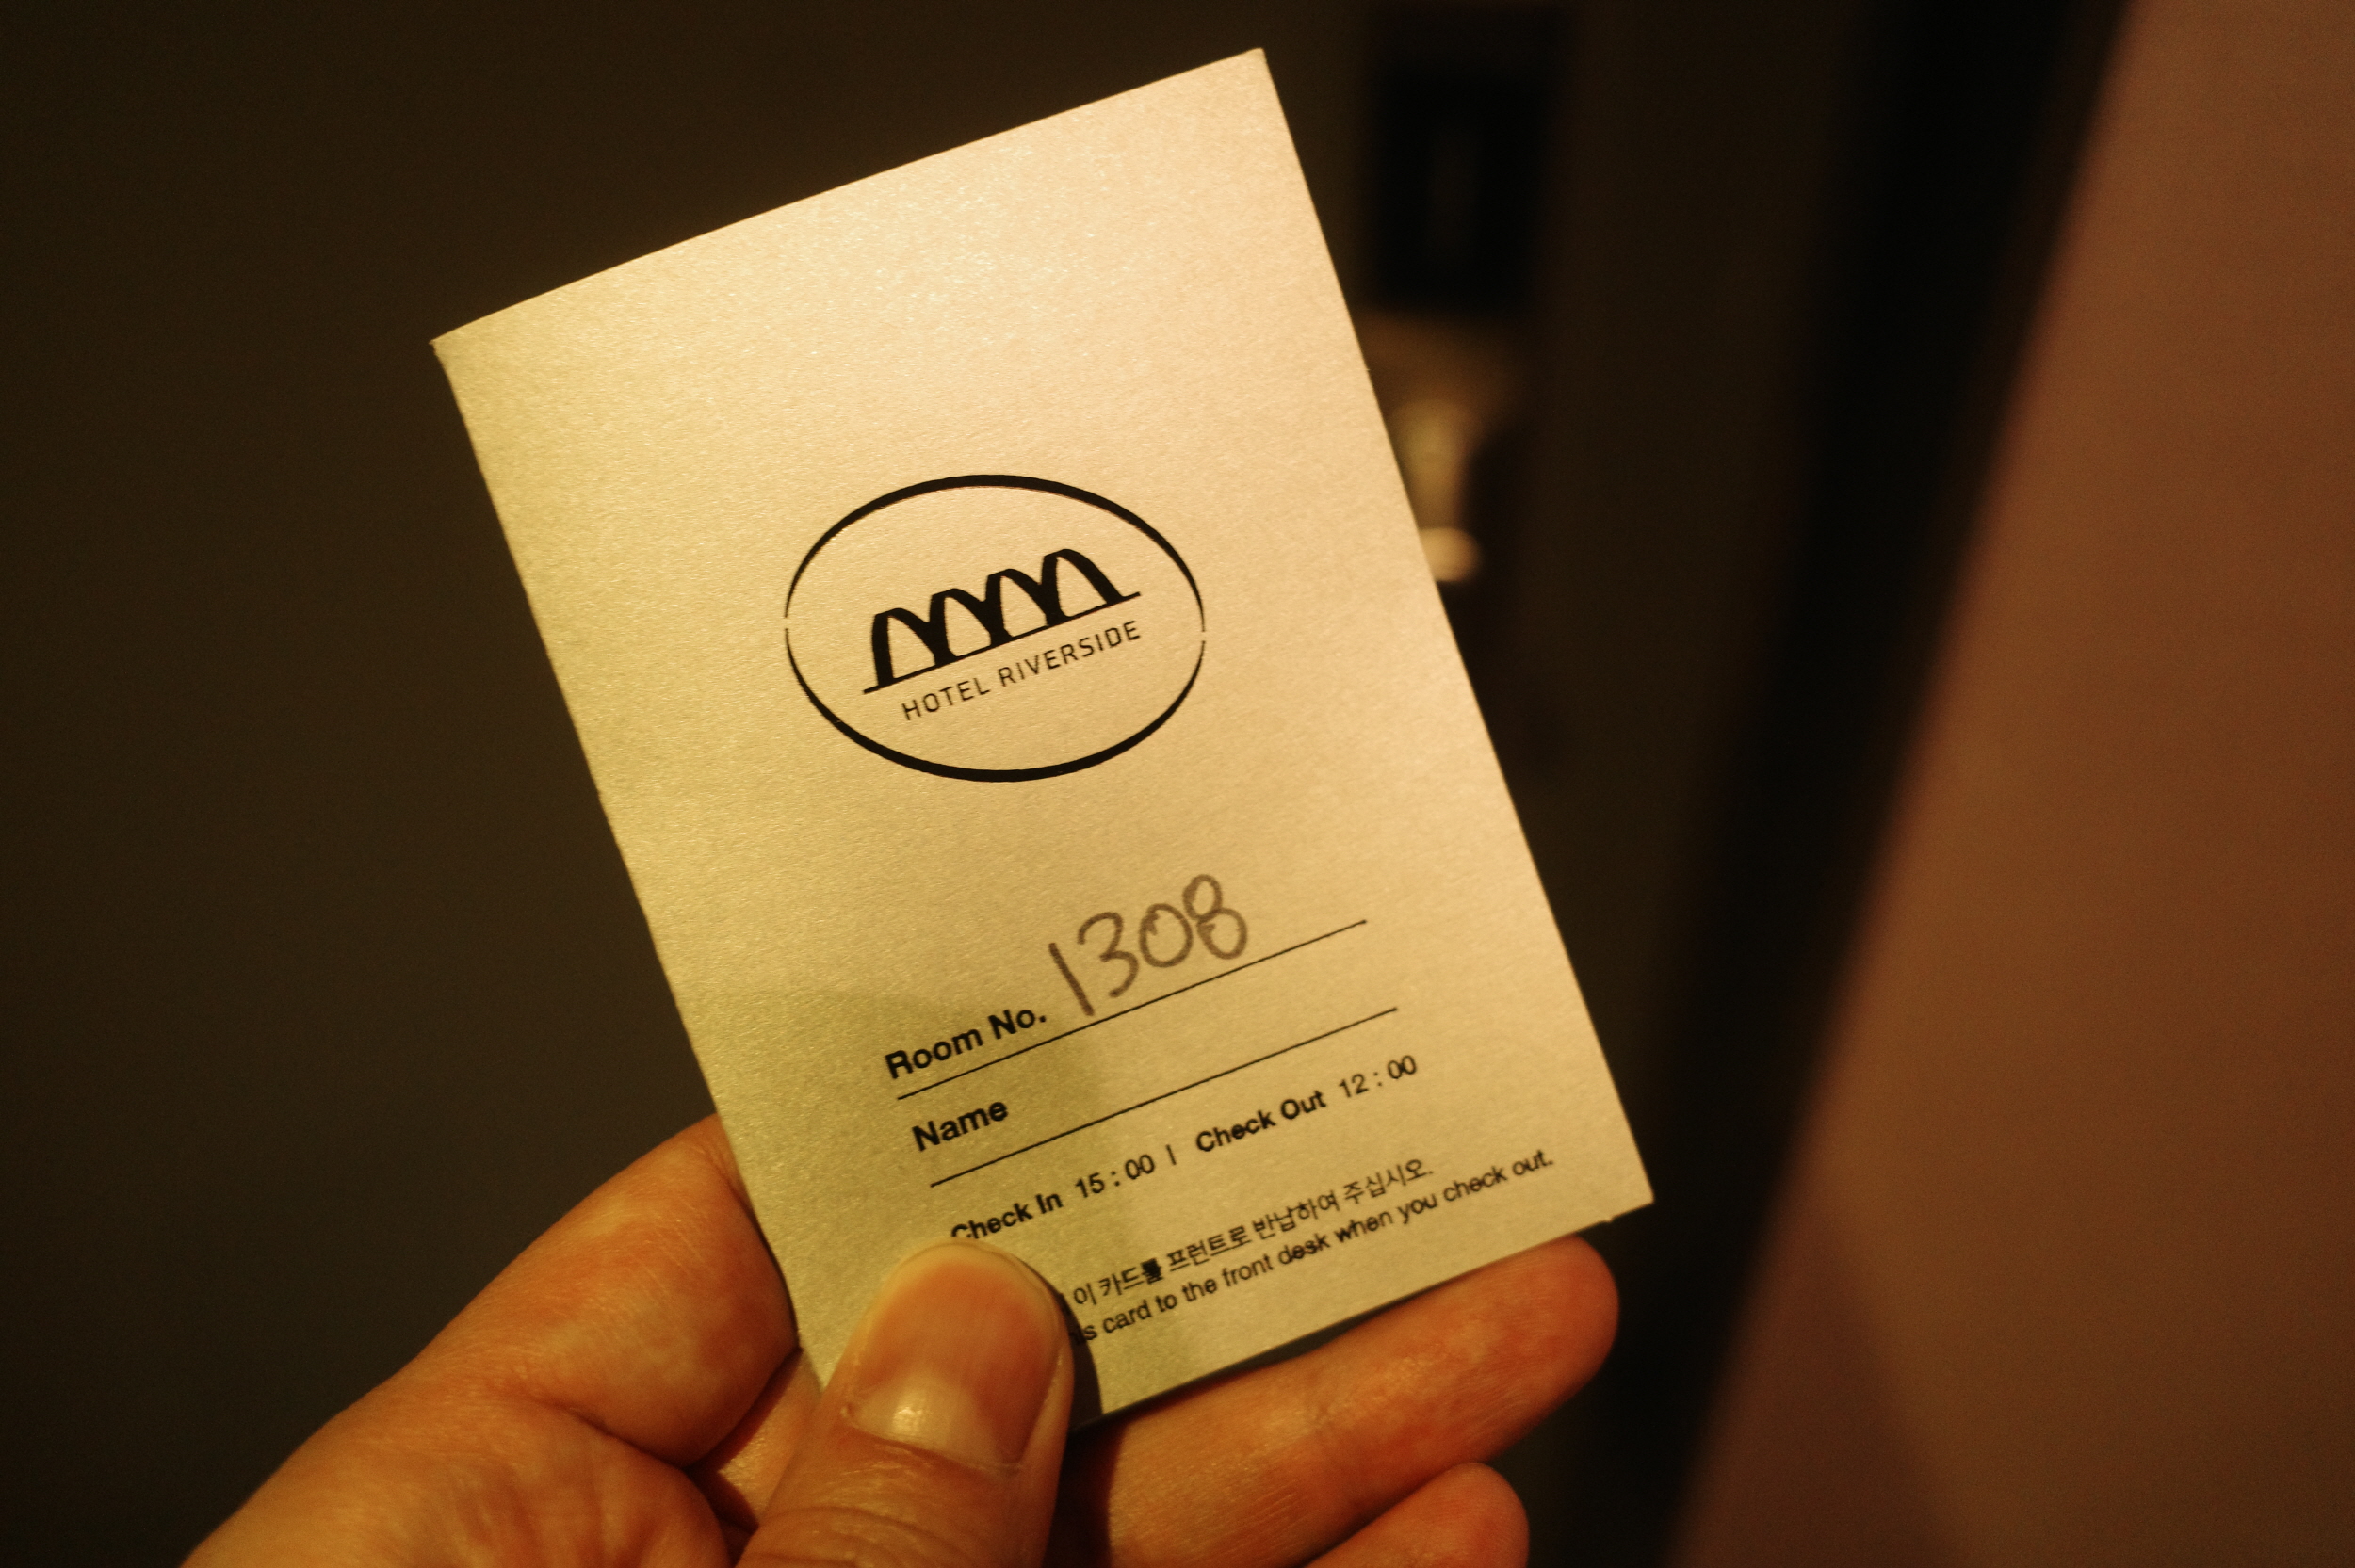 HOTEL RIVERSIDE
Room No. 1308
Name
Check In 15 : 00 | Check Out 12 : 00
이 카드를 프런트로 반납하여 주십시오.
card to the front desk when you check out.